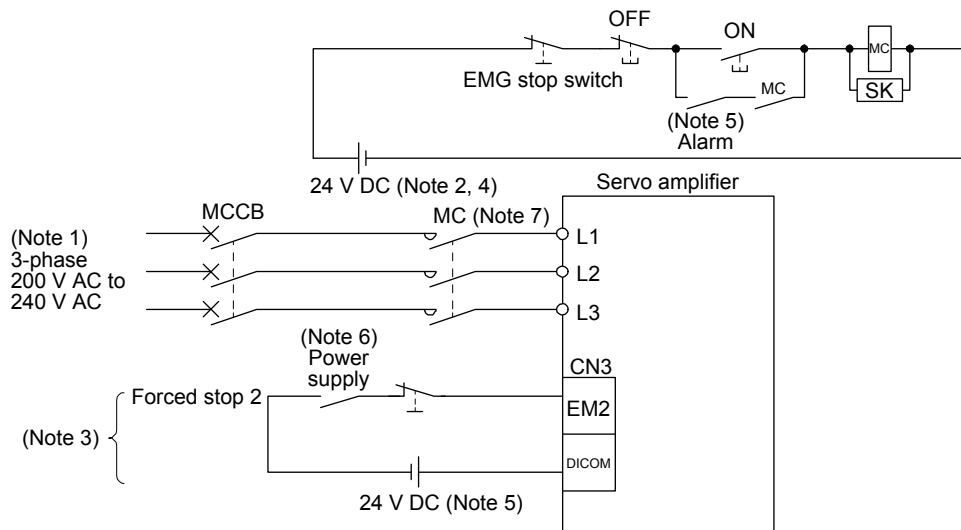 OFF
ON
MC
EMG stop switch
SK
MC
(Note 5)
Alarm
24 V DC (Note 2, 4)
Servo amplifier
MCCB
MC (Note 7)
(Note 1)
3-phase
200 V AC to
240 V AC
L1
L2
L3
(Note 6)
Power
supply
CN3
Forced stop 2
EM2
(Note 3)
DICOM
24 V DC (Note 5)